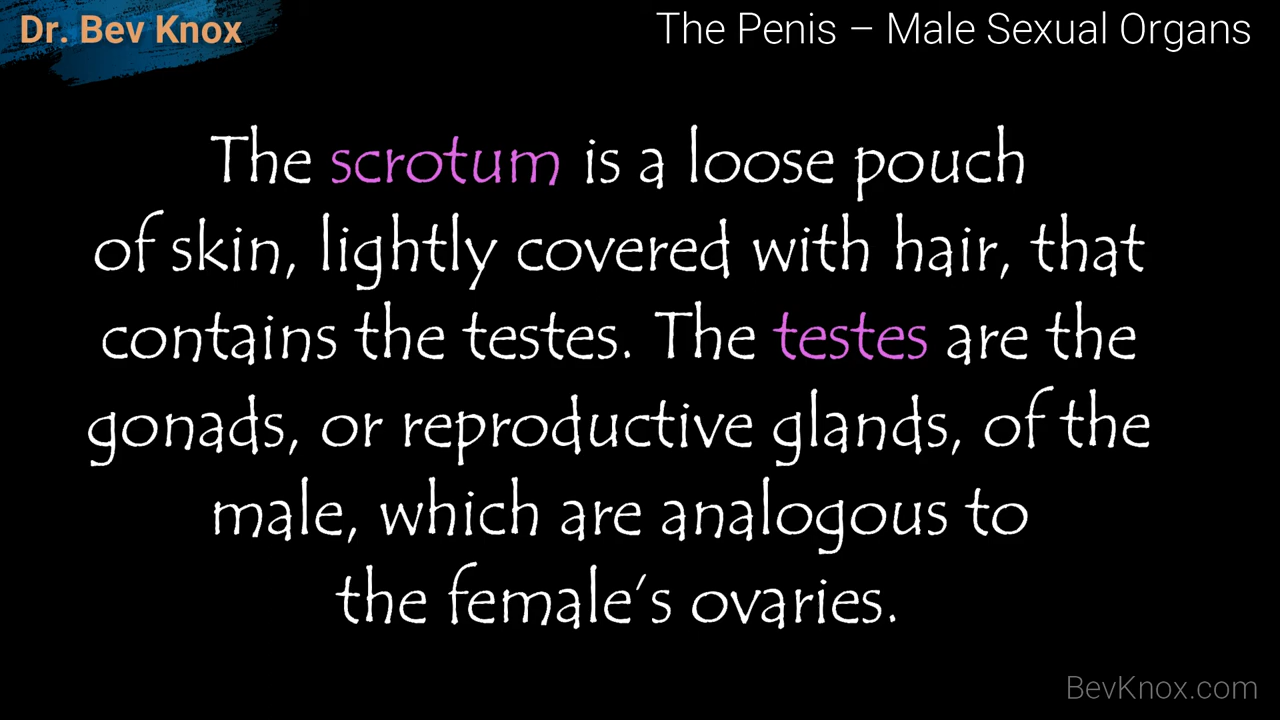 Dr. Bev Knox
The Penis – Male Sexual Organs
The scrotum is a loose pouch
of skin, lightly covered with hair, that
contains the testes. The testes are the
gonads, or reproductive glands, of the
male, which are analogous to
the female’s ovaries.
BevKnox.com